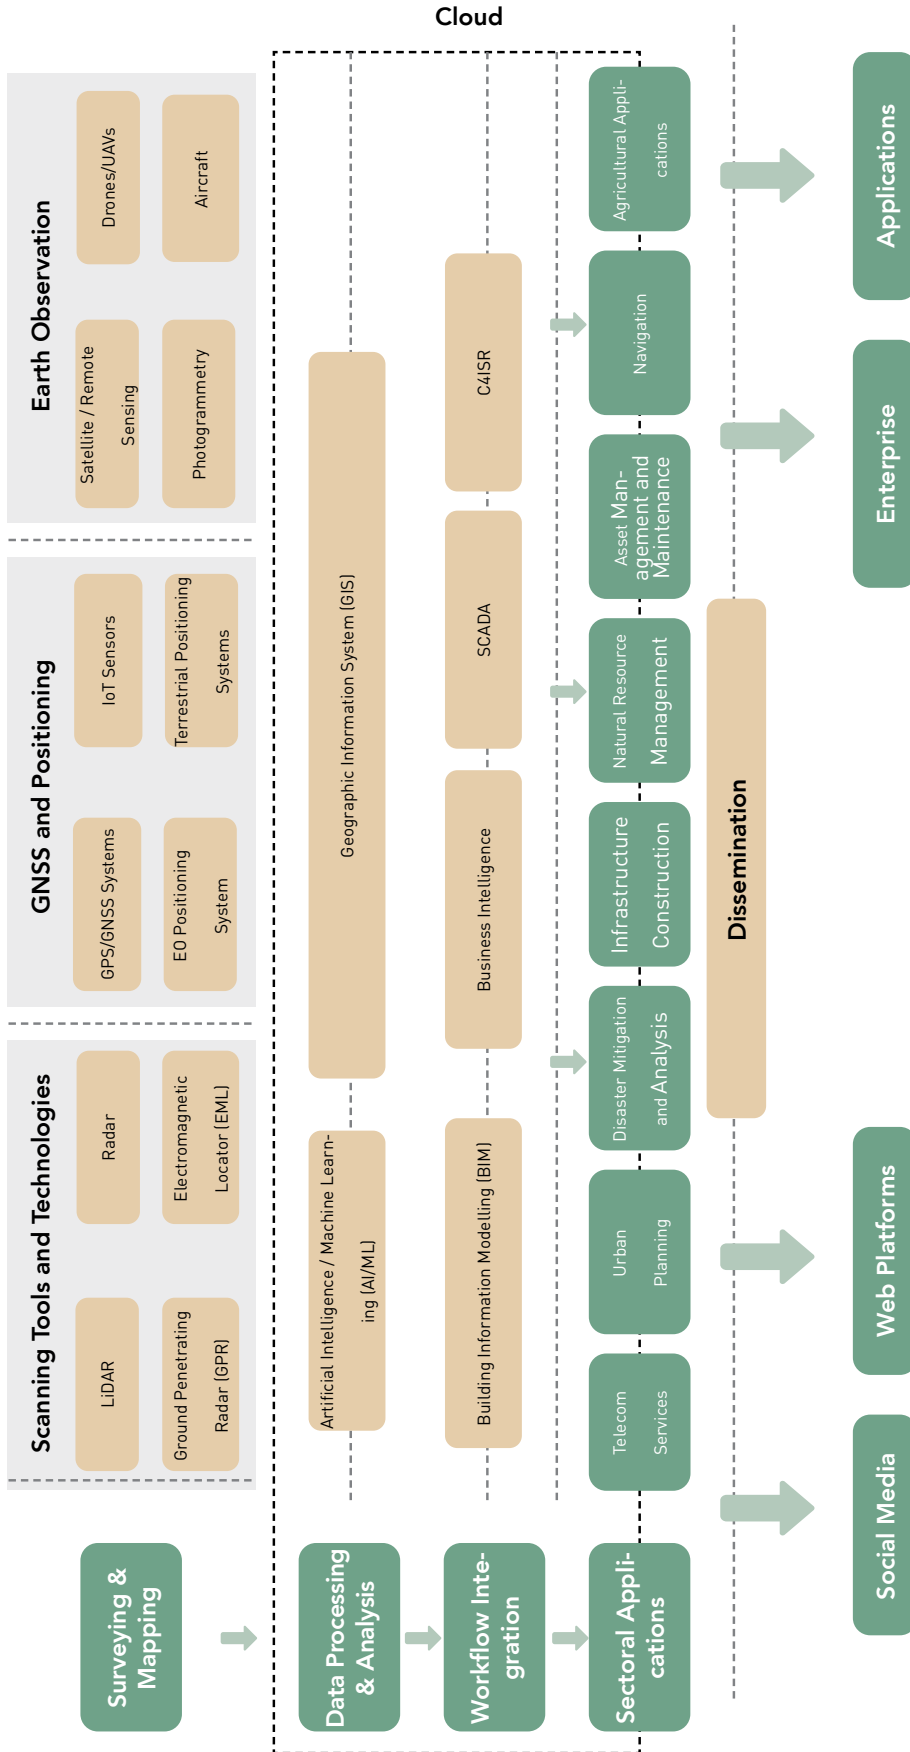 Cloud
Surveying &
Mapping
Scanning Tools and Technologies
LiDAR
Radar
Ground Penetrating
Radar (GPR)
Electromagnetic
Locator (EML)
GNSS and Positioning
GPS/GNSS Systems
IoT Sensors
EO Positioning
System
Terrestrial Positioning
Systems
Earth Observation
Satellite / Remote
Sensing
Drones/UAVs
Photogrammetry
Aircraft
Data Processing
& Analysis
Artificial Intelligence / Machine Learn-
ing (AI/ML)
Geographic Information System (GIS)
Workflow Inte-
gration
Building Information Modelling (BIM)
Business Intelligence
SCADA
C4ISR
Sectoral Appli-
cations
Telecom
Services
Urban
Planning
Disaster Mitigation
and Analysis
Infrastructure
Construction
Natural Resource
Management
Asset Man-
agement and
Maintenance
Navigation
Agricultural Appli-
cations
Dissemination
Social Media
Web Platforms
Enterprise
Applications